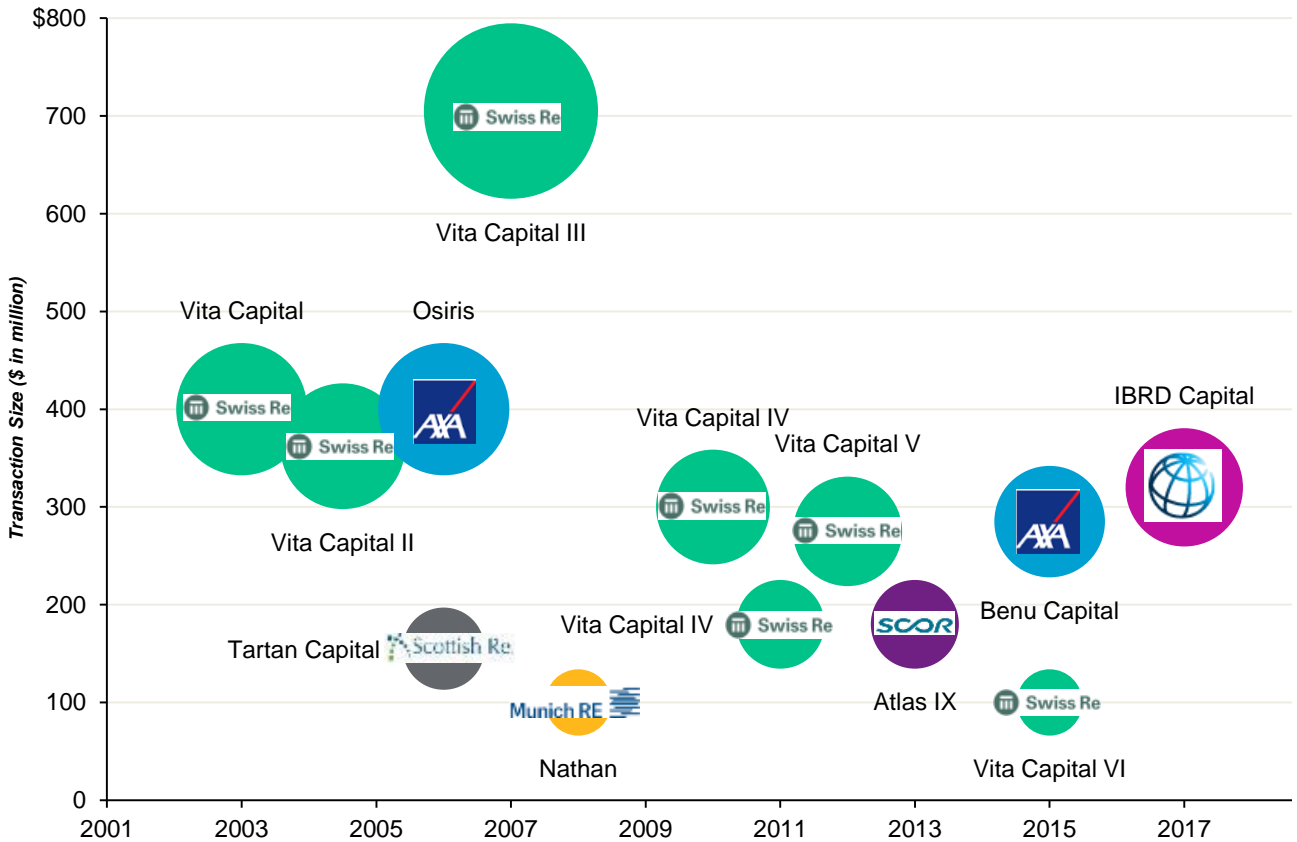 $800
700
600
500
400
300
200
100
0
Transaction Size ($ in million)
Swiss Re
Vita Capital III
Vita Capital
Osiris
Swiss Re
Swiss Re
AXA
Vita Capital II
IBRD Capital
Vita Capital IV
Vita Capital V
Swiss Re
Swiss Re
AXA
Vita Capital IV
Swiss Re
SCOR
Benu Capital
Tartan Capital
Scottish Re
Munich RE
Atlas IX
Swiss Re
Nathan
Vita Capital VI
2001
2003
2005
2007
2009
2011
2013
2015
2017